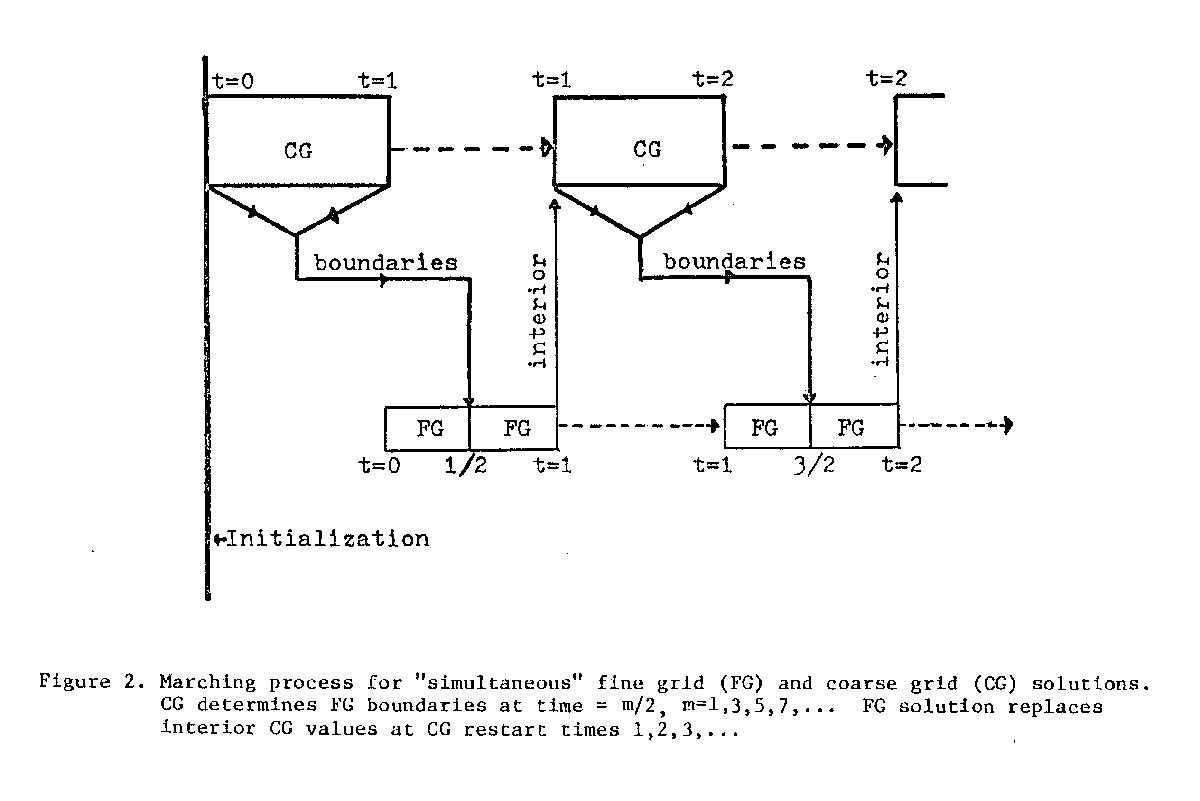 t=0 t=1 t=1 t=2 t=2
CG CG
boundaries boundaries
interior interior
FG FG FG FG
t=0 1/2 t=1 t=1 3/2 t=2
Initialization
Figure 2. Marching process for "simultaneous" fine grid (FG) and coarse grid (CG) solutions.
CG determines FG boundaries at time = m/2, m=1,3,5,7,... FG solution replaces
interior CG values at CG restart times 1,2,3,...